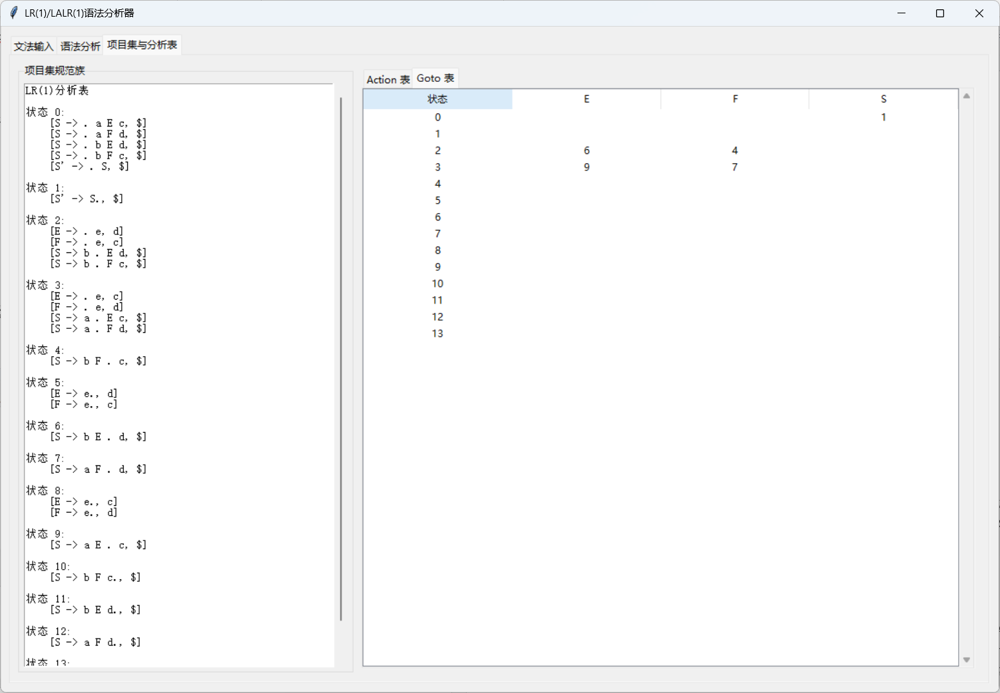 LR(1)/LALR(1)语法分析器
文法输入 语法分析 项目集与分析表
项目集规范族
LR(1)分析表
状态 0:
[S -> . a E c, $]
[S -> . a F d, $]
[S -> . b E d, $]
[S -> . b F c, $]
[S' -> . S, $]
状态 1:
[S' -> S., $]
状态 2:
[E -> . e, d]
[F -> . e, c]
[S -> b . E d, $]
[S -> b . F c, $]
状态 3:
[E -> . e, c]
[F -> . e, d]
[S -> a . E c, $]
[S -> a . F d, $]
状态 4:
[S -> b F . c, $]
状态 5:
[E -> e., d]
[F -> e., c]
状态 6:
[S -> b E . d, $]
状态 7:
[S -> a F . d, $]
状态 8:
[E -> e., c]
[F -> e., d]
状态 9:
[S -> a E . c, $]
状态 10:
[S -> b F c., $]
状态 11:
[S -> b E d., $]
状态 12:
[S -> a F d., $]
状态 13:
Action 表 Goto 表
状态 E F S
0 1
1
2 6 4
3 9 7
4
5
6
7
8
9
10
11
12
13